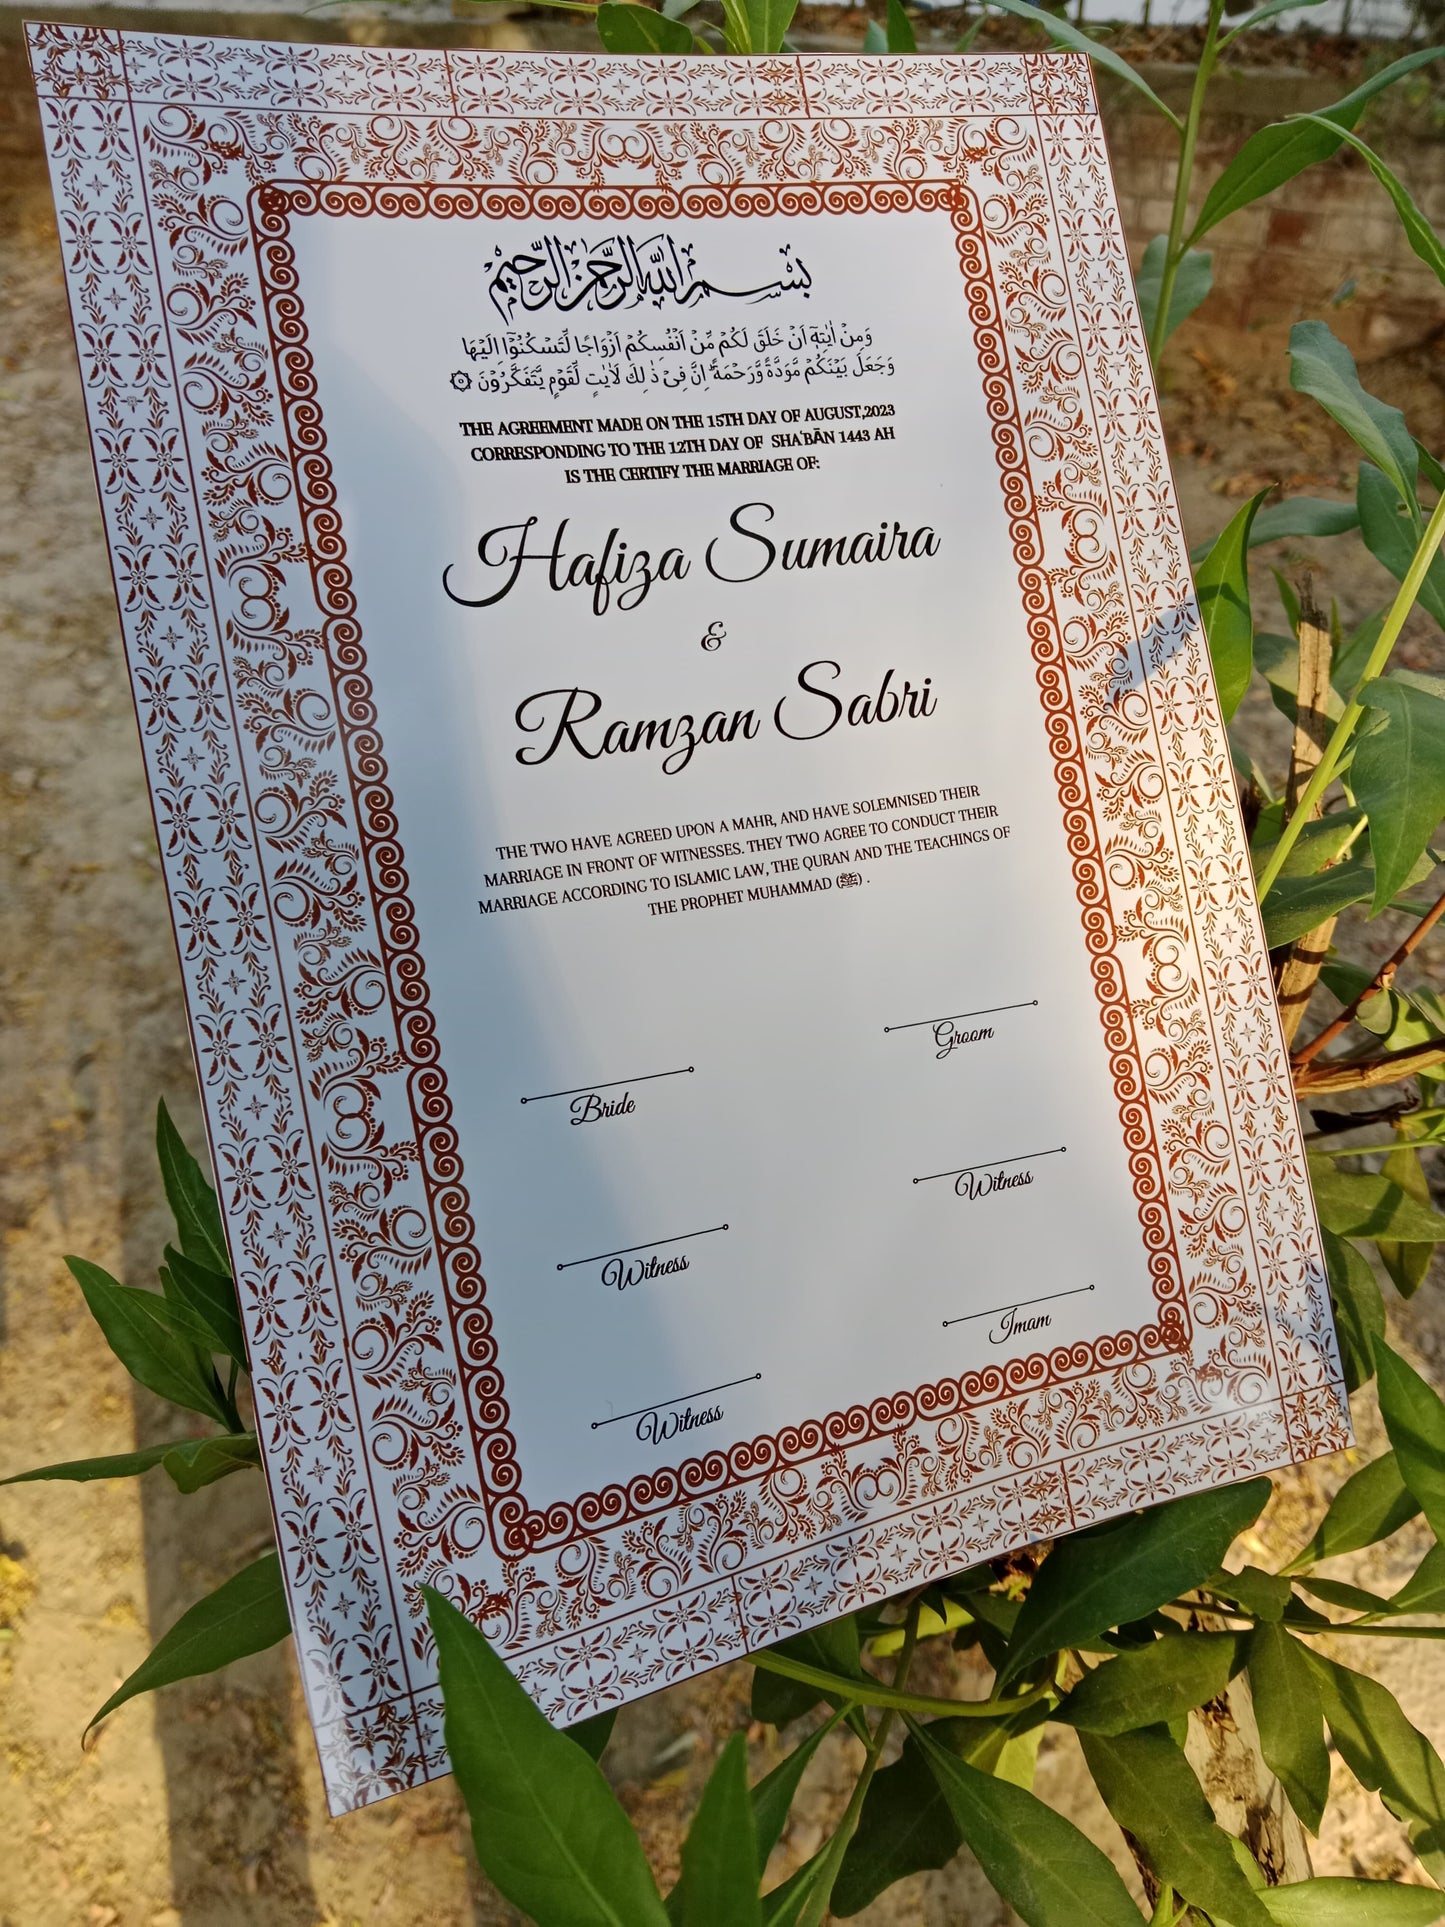 بسم الله الرحمن الرحيم
وَمِنْ اٰيٰتِهٖٓ اَنْ خَلَقَ لَكُمْ مِّنْ اَنْفُسِكُمْ اَزْوَاجًا لِّتَسْكُنُوْٓا اِلَيْهَا
وَجَعَلَ بَيْنَكُمْ مَّوَدَّةً وَّرَحْمَةً ؕ اِنَّ فِيْ ذٰ لِكَ لَاٰيٰتٍ لِّقَوْمٍ يَّتَفَكَّرُوْنَ ۞
THE AGREEMENT MADE ON THE 15TH DAY OF AUGUST,2023
CORRESPONDING TO THE 12TH DAY OF SHA'BĀN 1443 AH
IS THE CERTIFY THE MARRIAGE OF:
Hafiza Sumaira
&
Ramzan Sabri
THE TWO HAVE AGREED UPON A MAHR, AND HAVE SOLEMNISED THEIR
MARRIAGE IN FRONT OF WITNESSES. THEY TWO AGREE TO CONDUCT THEIR
MARRIAGE ACCORDING TO ISLAMIC LAW, THE QURAN AND THE TEACHINGS OF
THE PROPHET MUHAMMAD (ﷺ) .
Groom
Bride
Witness
Witness
Imam
Witness